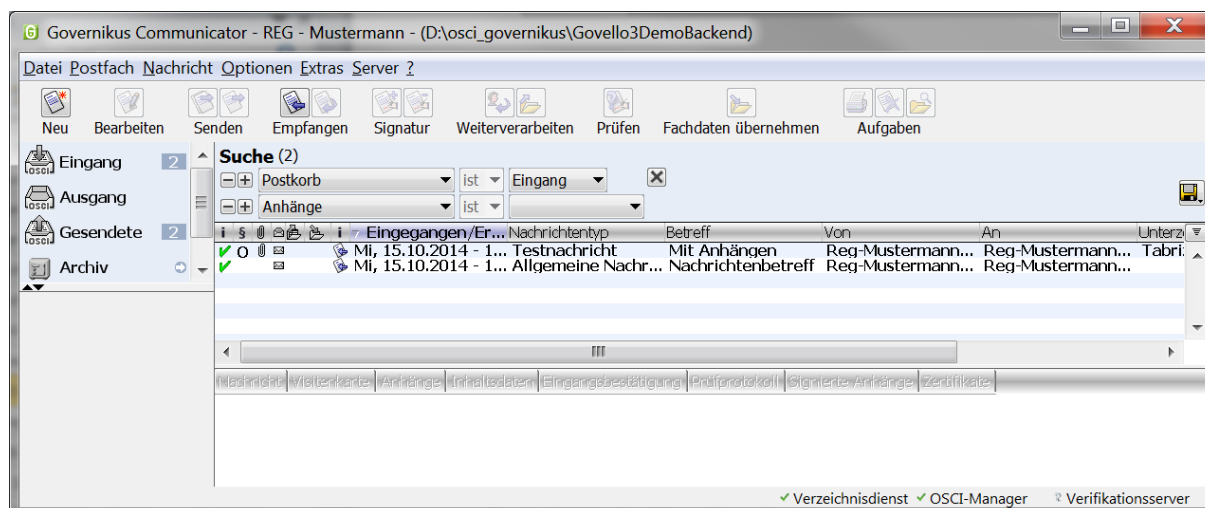 Governikus Communicator - REG - Mustermann - (D:\osci_governikus\Govello3DemoBackend)
Datei Postfach Nachricht Optionen Extras Server ?
Neu Bearbeiten Senden Empfangen Signatur Weiterverarbeiten Prüfen Fachdaten übernehmen Aufgaben
Eingang 2
Ausgang
Gesendete 2
Archiv
Suche (2)
Postkorb ist Eingang
Anhänge ist
i § i Eingegangen/Er... Nachrichtentyp Betreff Von An Unterz
O Mi, 15.10.2014 - 1... Testnachricht Mit Anhängen Reg-Mustermann... Reg-Mustermann... Tabri
Mi, 15.10.2014 - 1... Allgemeine Nachr... Nachrichtenbetreff Reg-Mustermann... Reg-Mustermann...
Nachricht Visitenkarte Anhänge Inhaltsdaten Eingangsbestätigung Prüfprotokoll Signierte Anhänge Zertifikate
Verzeichnisdienst OSCI-Manager Verifikationsserver